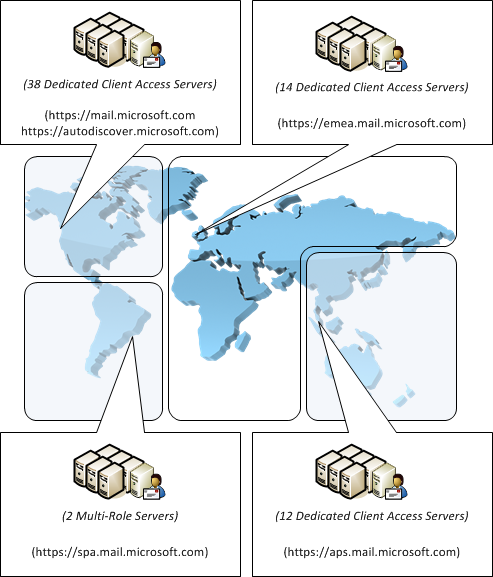 (38 Dedicated Client Access Servers)
(https://mail.microsoft.com
https://autodiscover.microsoft.com)
(14 Dedicated Client Access Servers)
(https://emea.mail.microsoft.com)
(2 Multi-Role Servers)
(https://spa.mail.microsoft.com)
(12 Dedicated Client Access Servers)
(https://aps.mail.microsoft.com)